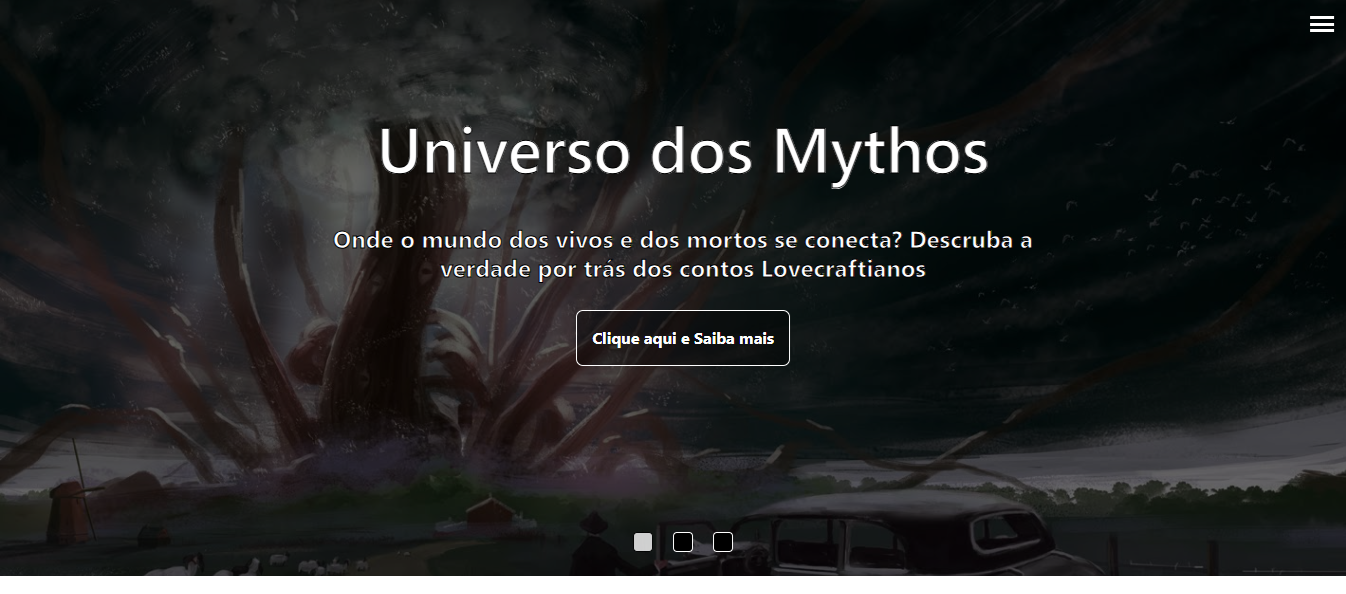 Universo dos Mythos
Onde o mundo dos vivos e dos mortos se conecta? Descruba a
verdade por trás dos contos Lovecraftianos
Clique aqui e Saiba mais